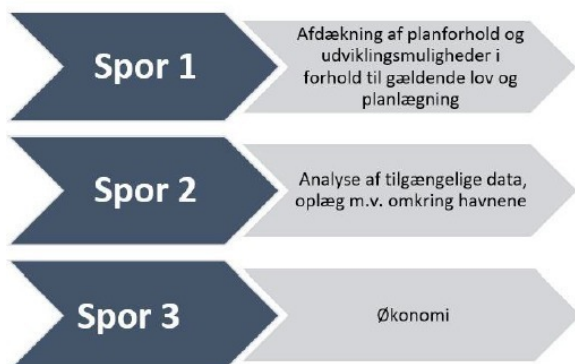 Spor 1
Afdækning af planforhold og
udviklingsmuligheder i
forhold til gældende lov og
planlægning
Spor 2
Analyse af tilgængelige data,
oplæg m.v. omkring havnene
Spor 3
Økonomi